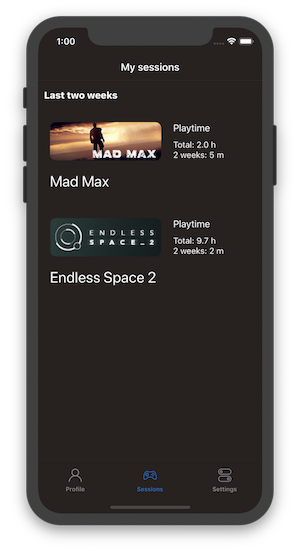 1:00
My sessions
Last two weeks
MAD MAX
Playtime
Total: 2.0 h
2 weeks: 5 m
Mad Max
ENDLESS
SPACE_2
Playtime
Total: 9.7 h
2 weeks: 2 m
Endless Space 2
Profile
Sessions
Settings